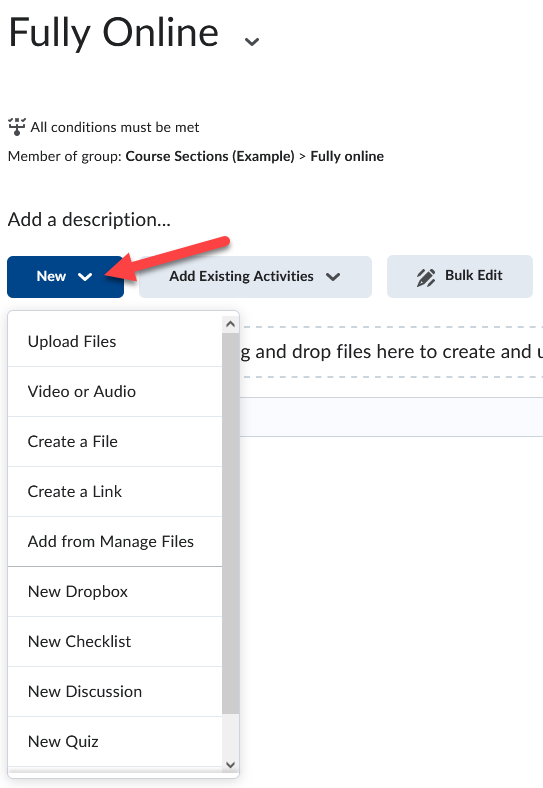 Fully Online
All conditions must be met
Member of group: Course Sections (Example) > Fully online
Add a description...
New Add Existing Activities Bulk Edit
Upload Files
g and drop files here to create and u
Video or Audio
Create a File
Create a Link
Add from Manage Files
New Dropbox
New Checklist
New Discussion
New Quiz